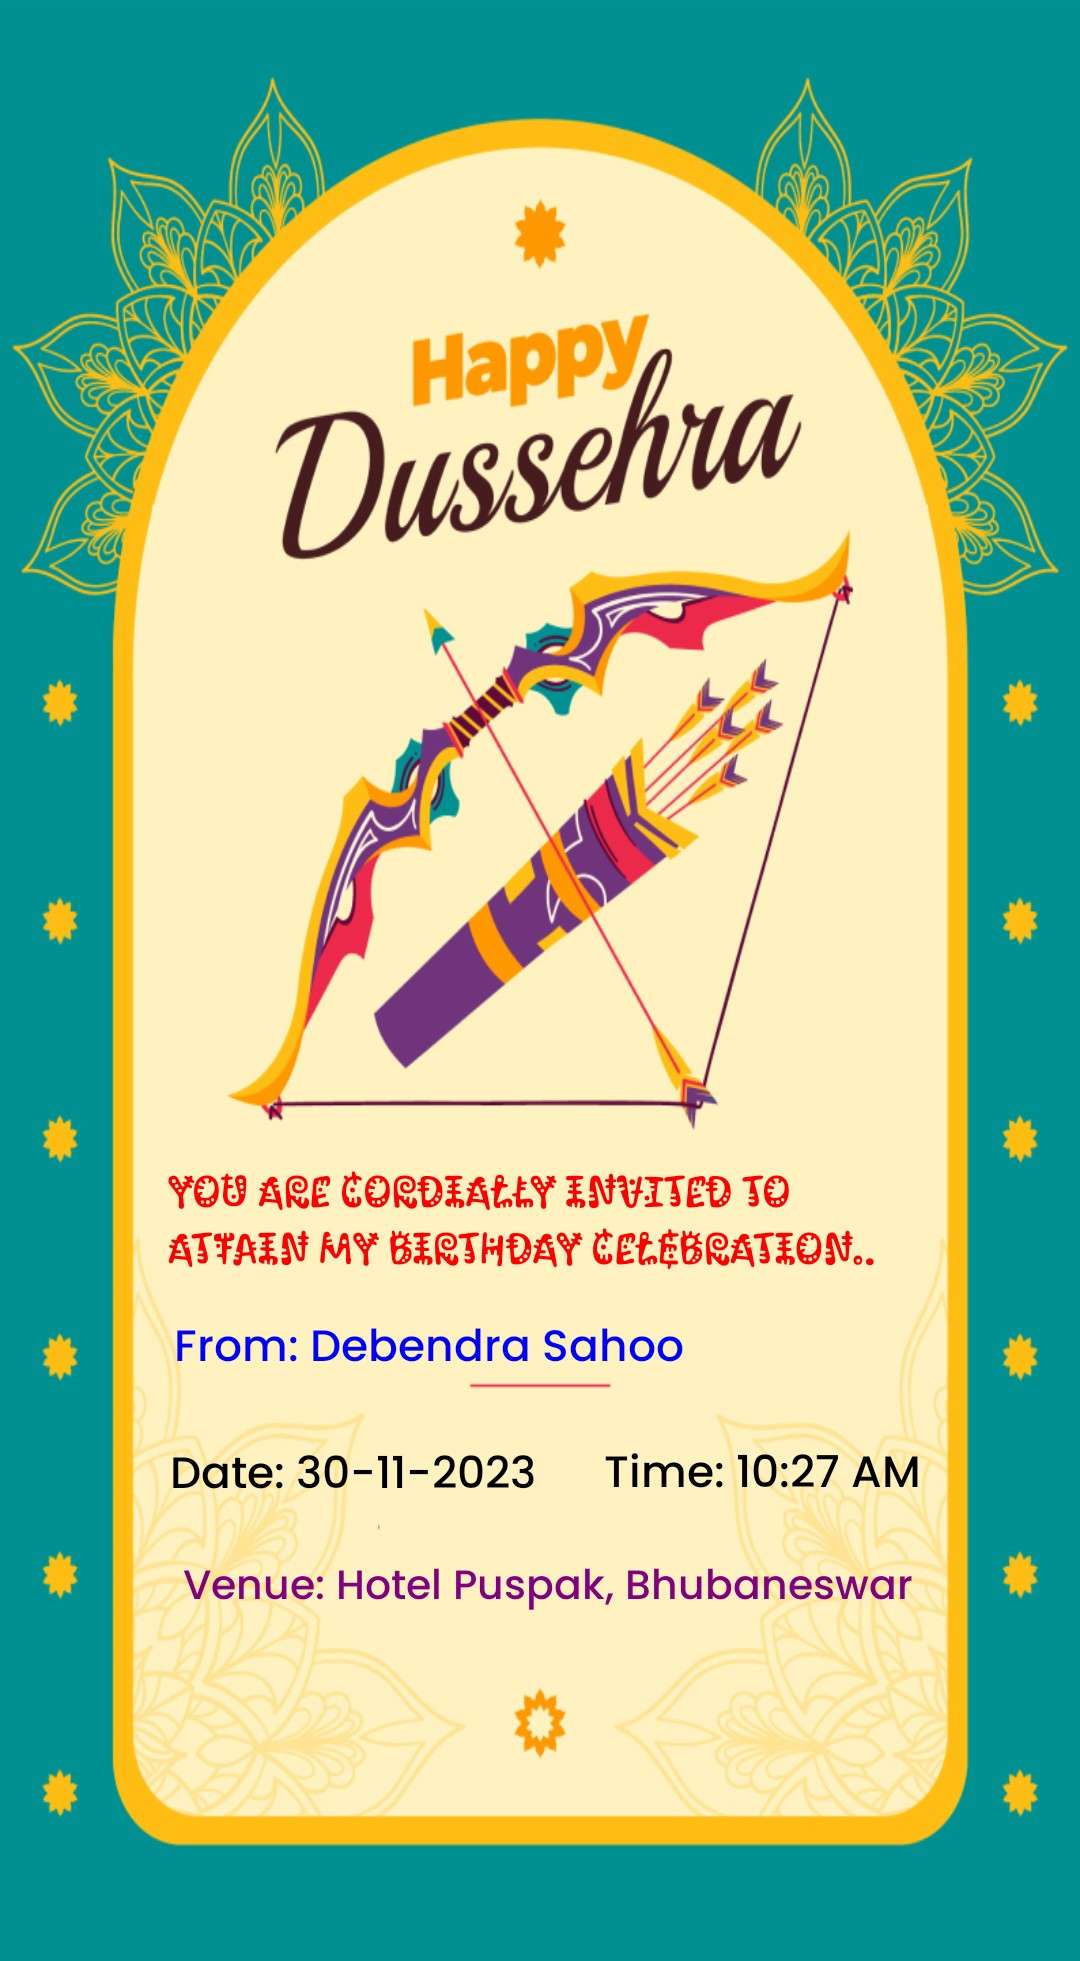 Happy
Dussehra
YOU ARE CORDIALLY INVITED TO
ATTAIN MY BIRTHDAY CELEBRATION..
From: Debendra Sahoo
Date: 30-11-2023 Time: 10:27 AM
Venue: Hotel Puspak, Bhubaneswar